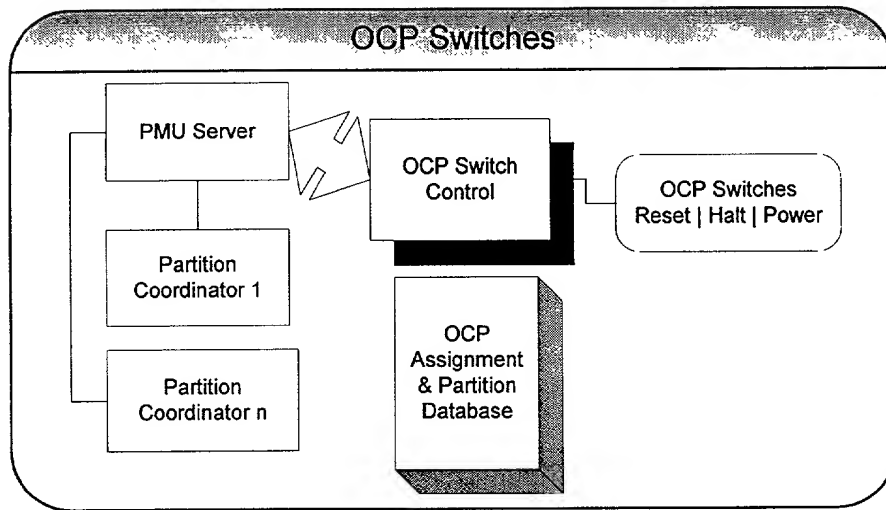 OCP Switches
PMU Server
OCP Switch
Control
OCP Switches
Reset | Halt | Power
Partition
Coordinator 1
OCP
Assignment
& Partition
Database
Partition
Coordinator n